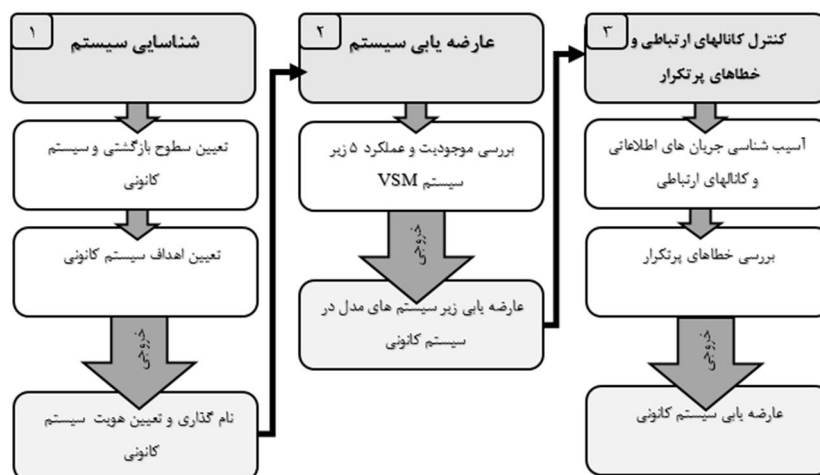 ۱
شناسایی سیستم
تعیین سطوح بازگشتی و سیستم
کانونی
تعیین اهداف سیستم کانونی
خروجی
نام گذاری و تعیین هویت سیستم
کانونی
۲
عارضه یابی سیستم
بررسی موجودیت و عملکرد ۵ زیر
سیستم VSM
خروجی
عارضه یابی زیر سیستم های مدل در
سیستم کانونی
۳
کنترل کانالهای ارتباطی و
خطاهای پرتکرار
آسیب شناسی جریان های اطلاعاتی
و کانالهای ارتباطی
بررسی خطاهای پرتکرار
خروجی
عارضه یابی سیستم کانونی